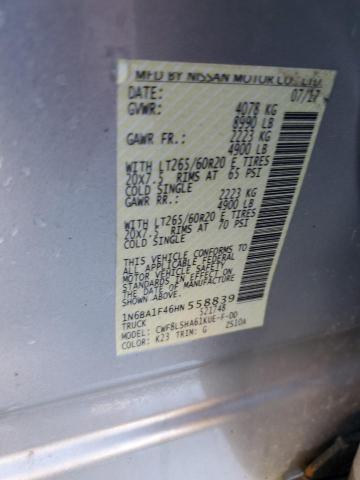 MFD BY NISSAN MOTOR CO., LTD
DATE: 07/17
GVWR: 4078 KG
8990 LB
GAWR FR.: 2223 KG
4900 LB
WITH LT265/60R20 E TIRES
20X7.5 RIMS AT 65 PSI
COLD SINGLE
GAWR RR.: 2223 KG
4900 LB
WITH LT265/60R20 E TIRES
20X7.5 RIMS AT 70 PSI
COLD SINGLE
THIS VEHICLE CONFORMS TO
ALL APPLICABLE FEDERAL MOTOR
VEHICLE SAFETY
STANDARDS IN EFFECT ON
THE DATE OF MANUFACTURE
SHOWN ABOVE.
1N6BA1F46HN558839
TRUCK 521748
MODEL: CWF8LSHA61KUE-F-DD
COLOR: K23 TRIM: G 2510A